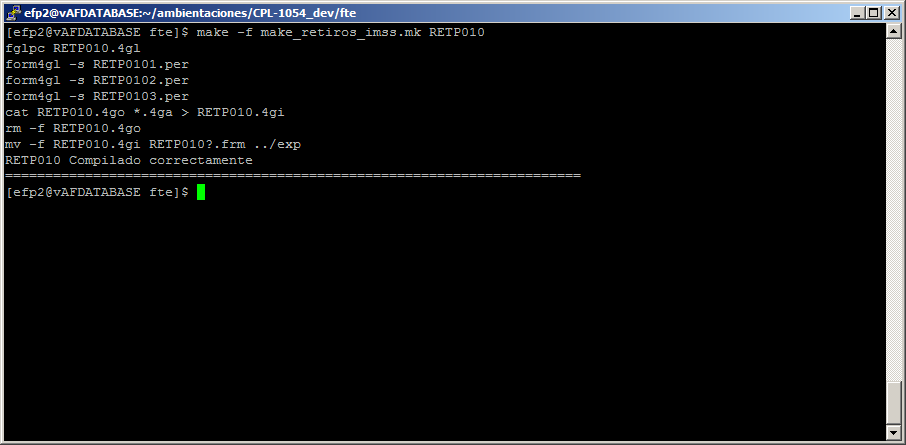 efp2@vAFDATABASE:~/ambientaciones/CPL-1054_dev/fte
[efp2@vAFDATABASE fte]$ make -f make_retiros_imss.mk RETP010
fglpc RETP010.4gl
form4gl -s RETP0101.per
form4gl -s RETP0102.per
form4gl -s RETP0103.per
cat RETP010.4go *.4ga > RETP010.4gi
rm -f RETP010.4go
mv -f RETP010.4gi RETP010?.frm ../exp
RETP010 Compilado correctamente
========================================================================
[efp2@vAFDATABASE fte]$